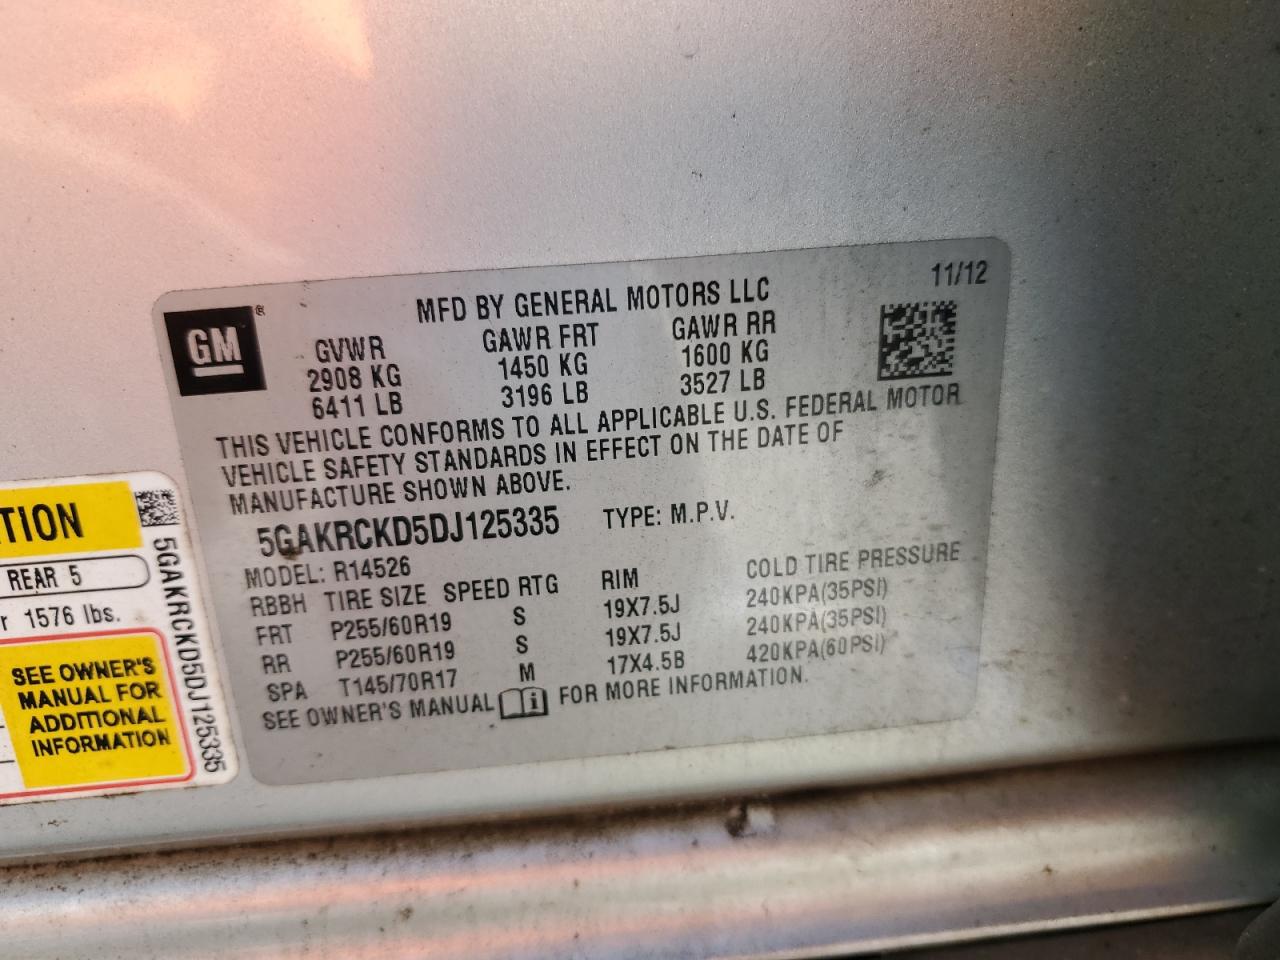 11/12
MFD BY GENERAL MOTORS LLC
GM ®
GVWR GAWR FRT GAWR RR
2908 KG 1450 KG 1600 KG
6411 LB 3196 LB 3527 LB
THIS VEHICLE CONFORMS TO ALL APPLICABLE U.S. FEDERAL MOTOR
VEHICLE SAFETY STANDARDS IN EFFECT ON THE DATE OF
MANUFACTURE SHOWN ABOVE.
5GAKRCKD5DJ125335 TYPE: M.P.V.
MODEL: R14526
RBBH TIRE SIZE SPEED RTG RIM COLD TIRE PRESSURE
FRT P255/60R19 S 19X7.5J 240KPA(35PSI)
RR P255/60R19 S 19X7.5J 240KPA(35PSI)
SPA T145/70R17 M 17X4.5B 420KPA(60PSI)
SEE OWNER'S MANUAL i FOR MORE INFORMATION.
TION
REAR 5
r 1576 lbs.
SEE OWNER'S
MANUAL FOR
ADDITIONAL
INFORMATION
5GAKRCKD5DJ125335